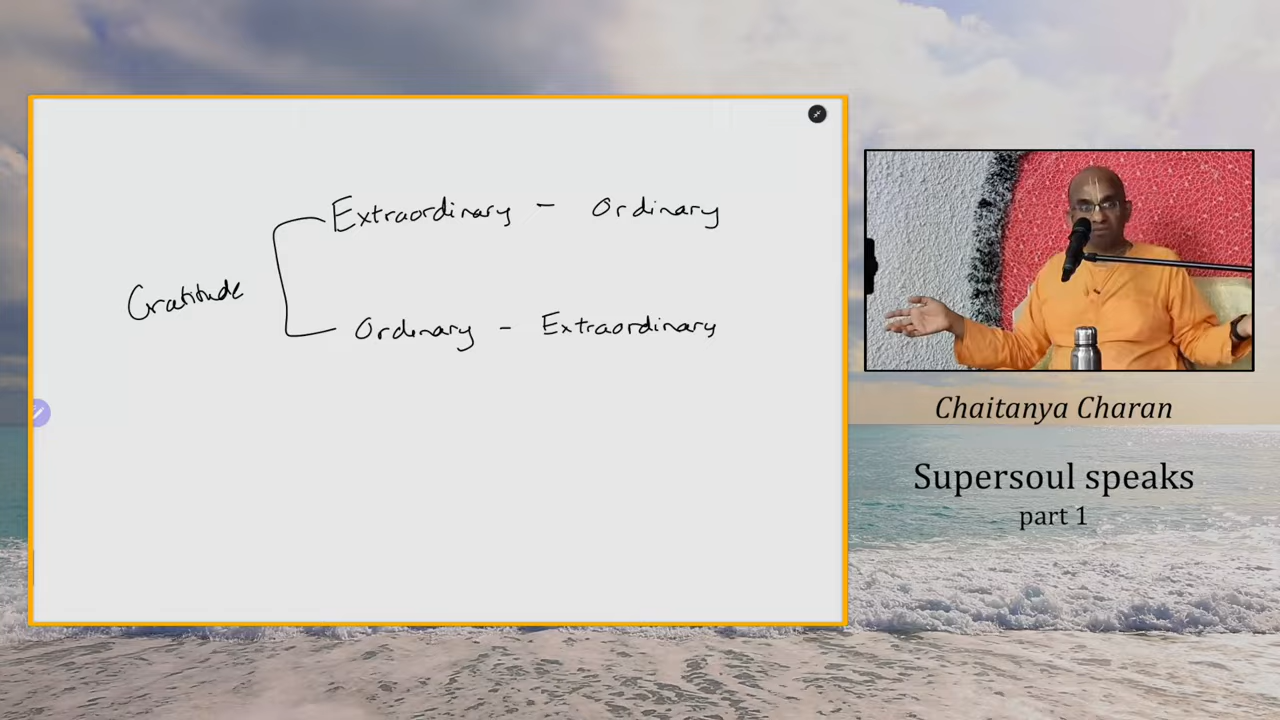 Extraordinary - Ordinary
Gratitude
Ordinary - Extraordinary
Chaitanya Charan
Supersoul speaks
part 1